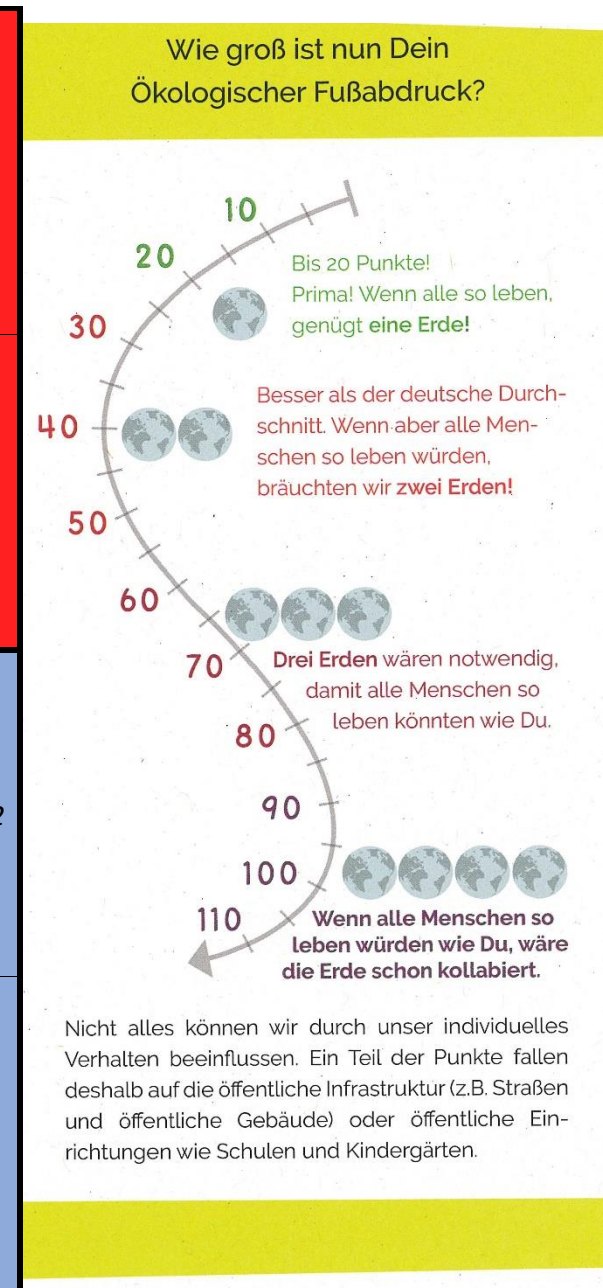 Wie groß ist nun Dein
Ökologischer Fußabdruck?
10
20
Bis 20 Punkte!
Prima! Wenn alle so leben,
genügt eine Erde!
30
Besser als der deutsche Durch-
schnitt. Wenn aber alle Men-
schen so leben würden,
bräuchten wir zwei Erden!
40
50
60
70
Drei Erden wären notwendig,
damit alle Menschen so
leben könnten wie Du.
80
90
100
110
Wenn alle Menschen so
leben würden wie Du, wäre
die Erde schon kollabiert.
Nicht alles können wir durch unser individuelles
Verhalten beeinflussen. Ein Teil der Punkte fallen
deshalb auf die öffentliche Infrastruktur (z.B. Straßen
und öffentliche Gebäude) oder öffentliche Ein-
richtungen wie Schulen und Kindergärten.